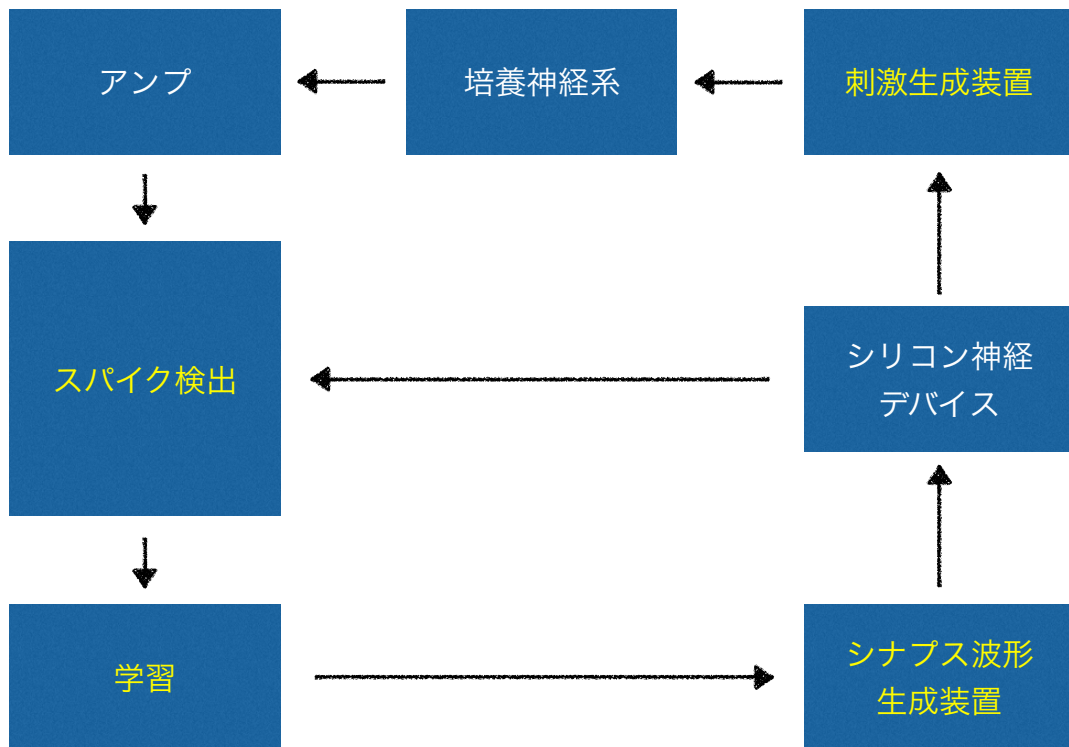 アンプ
培養神経系
刺激生成装置
スパイク検出
シリコン神経
デバイス
学習
シナプス波形
生成装置